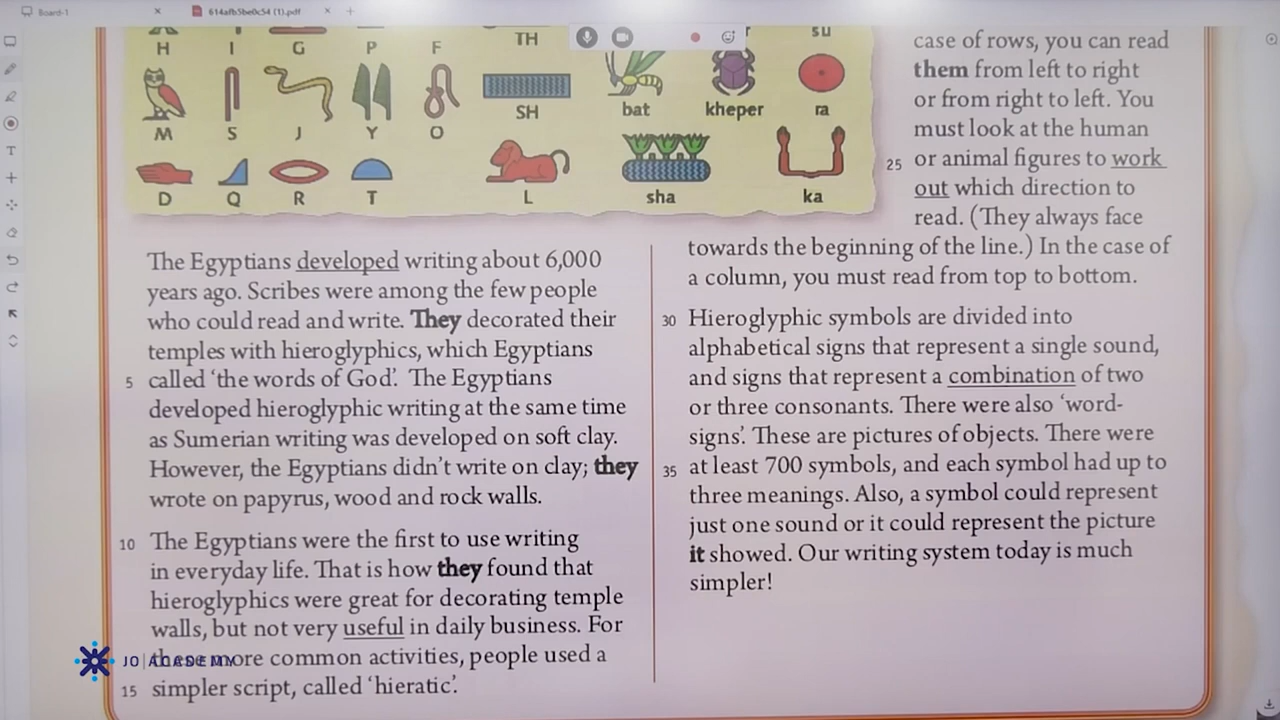 Board-1
614afb5be0c54 (1).pdf
H I G P F TH su
M S J Y O SH bat kheper ra
D Q R T L sha ka
The Egyptians developed writing about 6,000
years ago. Scribes were among the few people
who could read and write. They decorated their
temples with hieroglyphics, which Egyptians
5 called ‘the words of God’. The Egyptians
developed hieroglyphic writing at the same time
as Sumerian writing was developed on soft clay.
However, the Egyptians didn’t write on clay; they
wrote on papyrus, wood and rock walls.
10 The Egyptians were the first to use writing
in everyday life. That is how they found that
hieroglyphics were great for decorating temple
walls, but not very useful in daily business. For
these more common activities, people used a
15 simpler script, called ‘hieratic’.
case of rows, you can read
them from left to right
or from right to left. You
must look at the human
25 or animal figures to work
out which direction to
read. (They always face
towards the beginning of the line.) In the case of
a column, you must read from top to bottom.
30 Hieroglyphic symbols are divided into
alphabetical signs that represent a single sound,
and signs that represent a combination of two
or three consonants. There were also ‘word-
signs’. These are pictures of objects. There were
35 at least 700 symbols, and each symbol had up to
three meanings. Also, a symbol could represent
just one sound or it could represent the picture
it showed. Our writing system today is much
simpler!
JO|ACADEMY